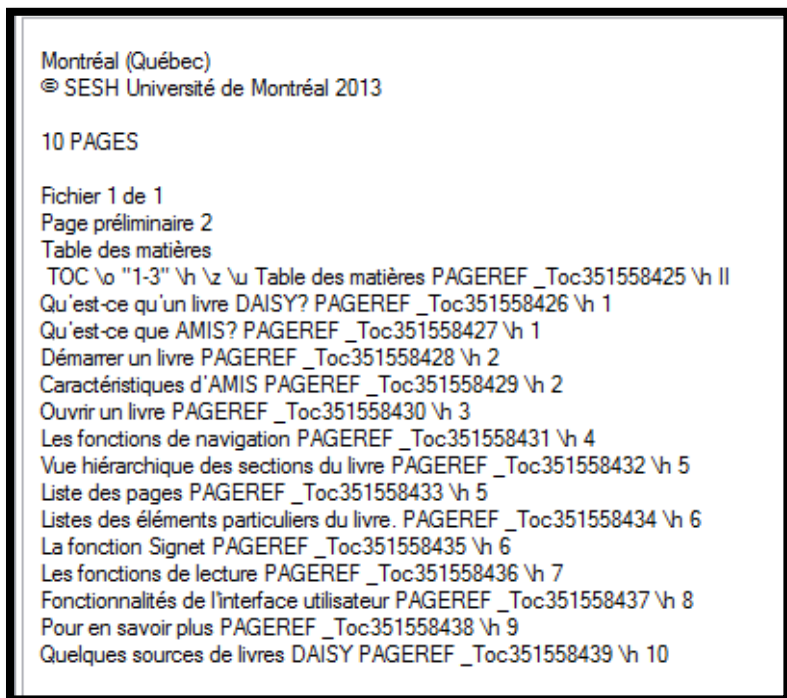 Montréal (Québec)
© SESH Université de Montréal 2013
10 PAGES
Fichier 1 de 1
Page préliminaire 2
Table des matières
TOC \o "1-3" \h \z \u Table des matières PAGEREF _Toc351558425 \h II
Qu'est-ce qu'un livre DAISY? PAGEREF _Toc351558426 \h 1
Qu'est-ce que AMIS? PAGEREF _Toc351558427 \h 1
Démarrer un livre PAGEREF _Toc351558428 \h 2
Caractéristiques d'AMIS PAGEREF _Toc351558429 \h 2
Ouvrir un livre PAGEREF _Toc351558430 \h 3
Les fonctions de navigation PAGEREF _Toc351558431 \h 4
Vue hiérarchique des sections du livre PAGEREF _Toc351558432 \h 5
Liste des pages PAGEREF _Toc351558433 \h 5
Listes des éléments particuliers du livre. PAGEREF _Toc351558434 \h 6
La fonction Signet PAGEREF _Toc351558435 \h 6
Les fonctions de lecture PAGEREF _Toc351558436 \h 7
Fonctionnalités de l'interface utilisateur PAGEREF _Toc351558437 \h 8
Pour en savoir plus PAGEREF _Toc351558438 \h 9
Quelques sources de livres DAISY PAGEREF _Toc351558439 \h 10